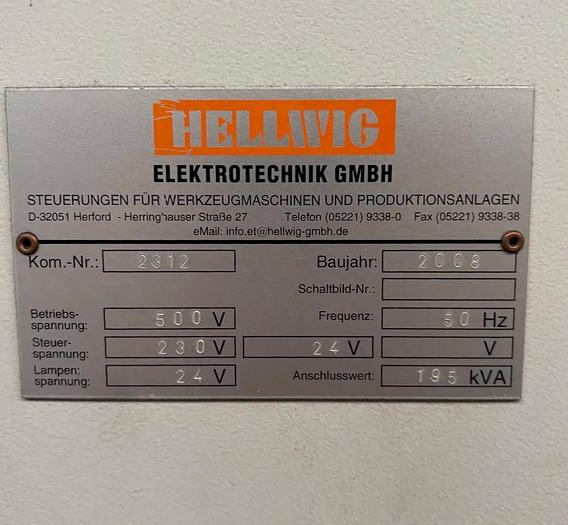 HELLWIG
ELEKTROTECHNIK GMBH
STEUERUNGEN FÜR WERKZEUGMASCHINEN UND PRODUKTIONSANLAGEN
D-32051 Herford - Herring'hauser Straße 27 Telefon (05221) 9338-0 Fax (05221) 9338-38
eMail: info.et@hellwig-gmbh.de
Kom.-Nr.: 2312 Baujahr: 2008
Schaltbild-Nr.:
Betriebs-
spannung: 500 V Frequenz: 50 Hz
Steuer-
spannung: 230 V 24 V V
Lampen:
spannung: 24 V Anschlusswert: 195 kVA